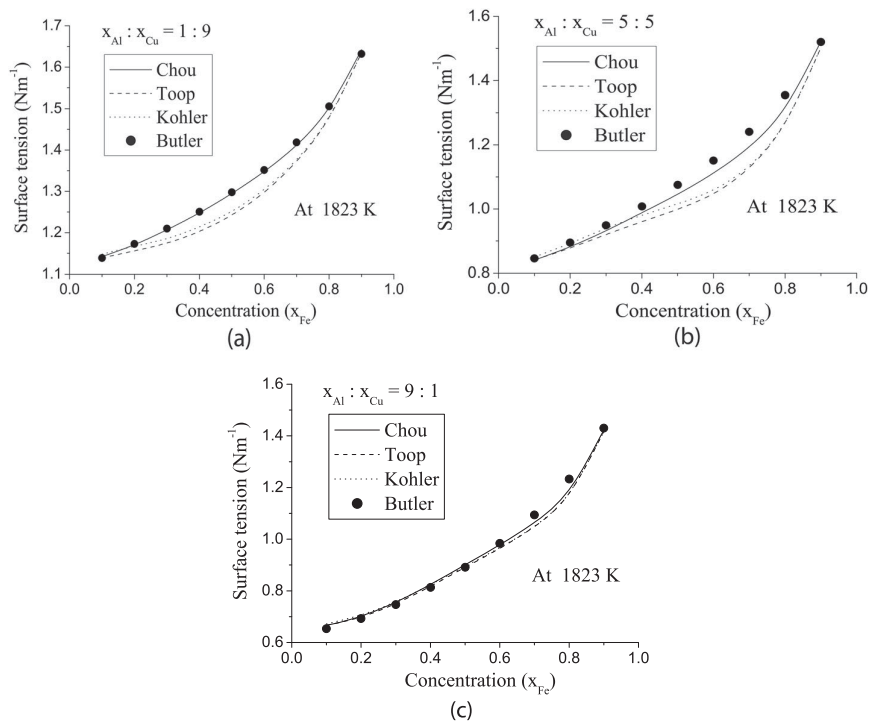 x_Al : x_Cu = 1 : 9
Chou
Toop
Kohler
Butler
At 1823 K
Surface tension (Nm^-1)
1.7
1.6
1.5
1.4
1.3
1.2
1.1
0.0 0.2 0.4 0.6 0.8 1.0
Concentration (x_Fe)
(a)
x_Al : x_Cu = 5 : 5
Chou
Toop
Kohler
Butler
At 1823 K
Surface tension (Nm^-1)
1.6
1.4
1.2
1.0
0.8
0.0 0.2 0.4 0.6 0.8 1.0
Concentration (x_Fe)
(b)
x_Al : x_Cu = 9 : 1
Chou
Toop
Kohler
Butler
At 1823 K
Surface tension (Nm^-1)
1.6
1.4
1.2
1.0
0.8
0.6
0.0 0.2 0.4 0.6 0.8 1.0
Concentration (x_Fe)
(c)